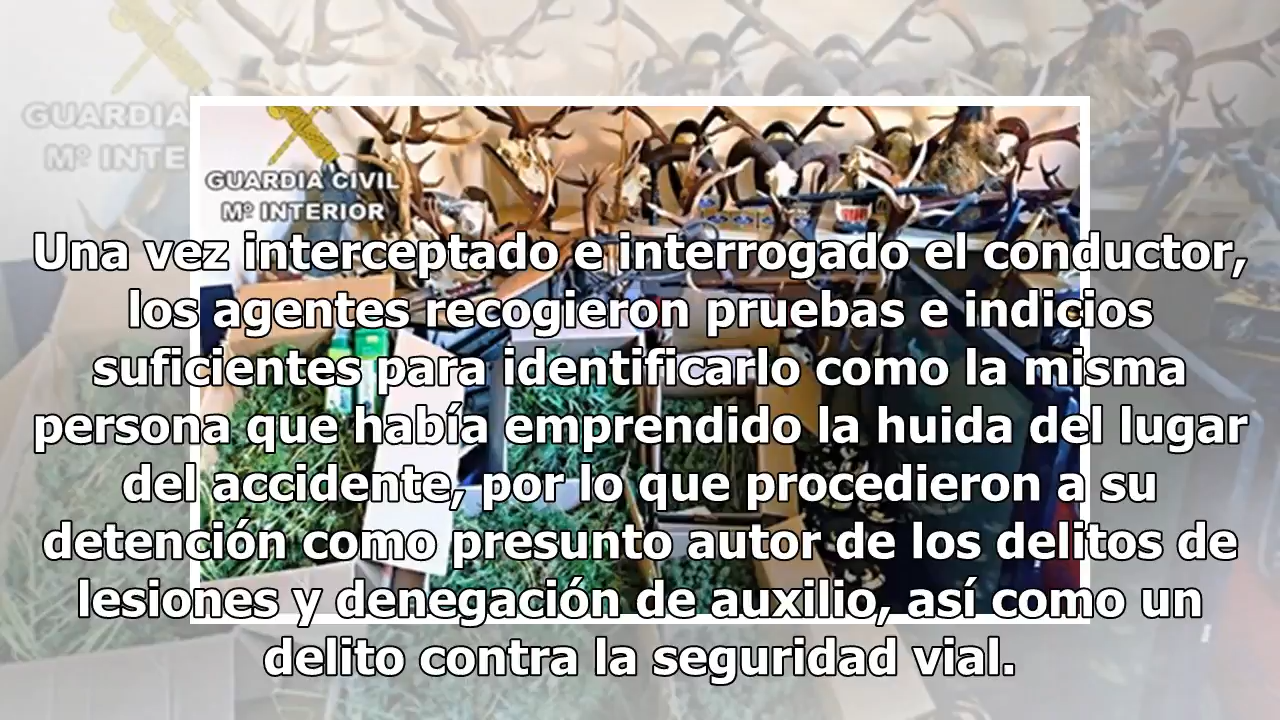 GUARDIA
Mº INTE
GUARDIA CIVIL
Mº INTERIOR
Una vez interceptado e interrogado el conductor,
los agentes recogieron pruebas e indicios
suficientes para identificarlo como la misma
persona que había emprendido la huida del lugar
del accidente, por lo que procedieron a su
detención como presunto autor de los delitos de
lesiones y denegación de auxilio, así como un
delito contra la seguridad vial.